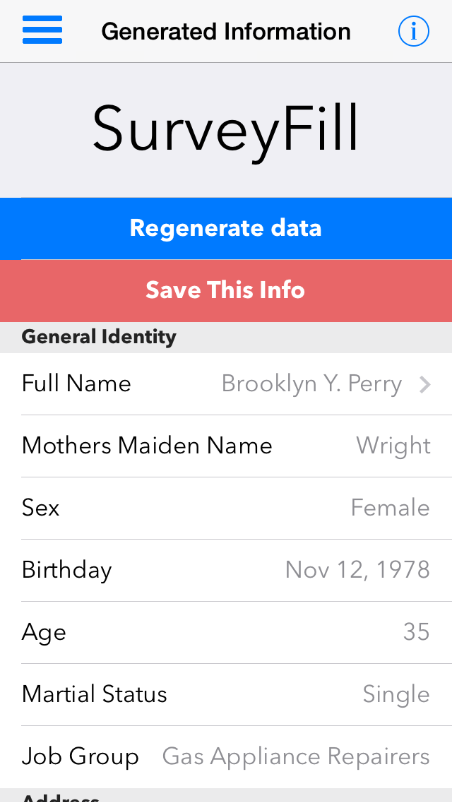 Generated Information
SurveyFill
Regenerate data
Save This Info
General Identity
Full Name Brooklyn Y. Perry
Mothers Maiden Name Wright
Sex Female
Birthday Nov 12, 1978
Age 35
Martial Status Single
Job Group Gas Appliance Repairers
Address